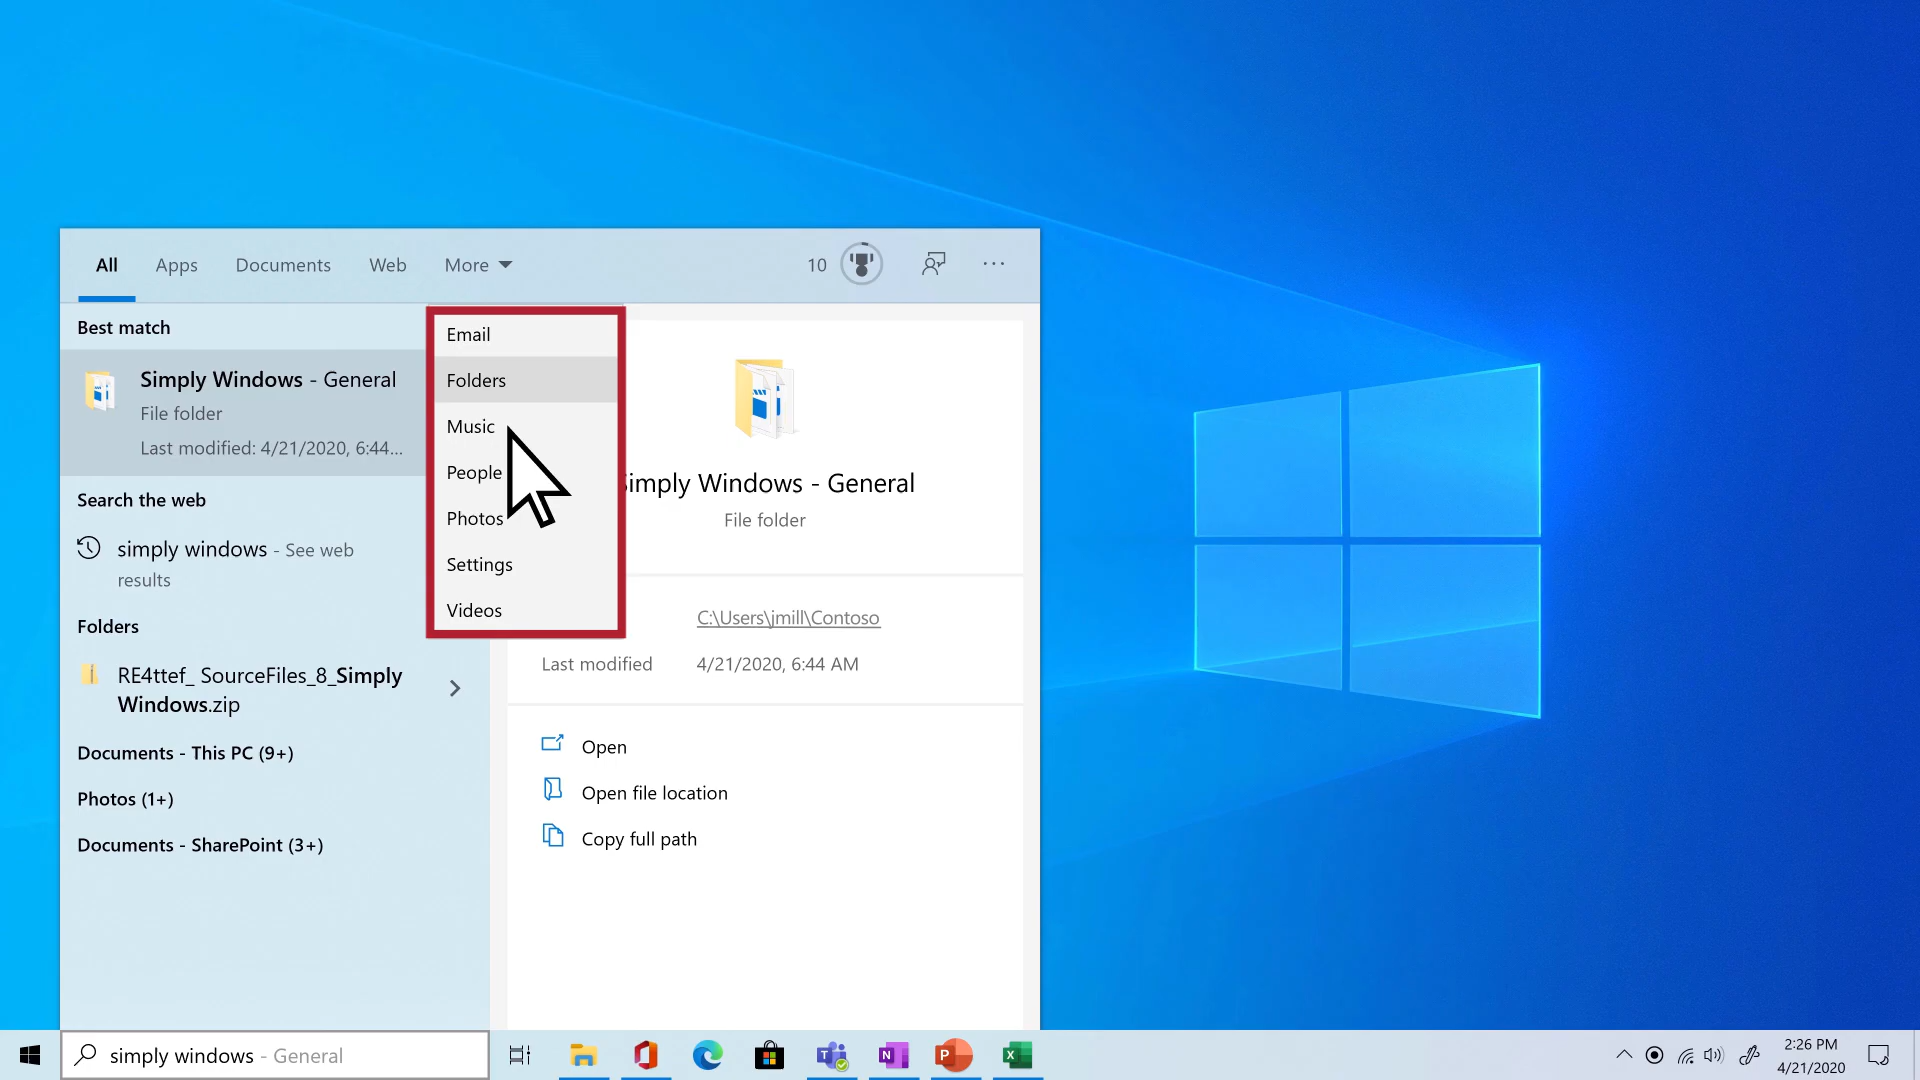 All
Apps
Documents
Web
More
10
Best match
Simply Windows - General
File folder
Last modified: 4/21/2020, 6:44...
Search the web
simply windows - See web
results
Folders
RE4ttef_ SourceFiles_8_Simply
Windows.zip
Documents - This PC (9+)
Photos (1+)
Documents - SharePoint (3+)
Email
Folders
Music
People
Photos
Settings
Videos
Simply Windows - General
File folder
C:\Users\jmill\Contoso
Last modified 4/21/2020, 6:44 AM
Open
Open file location
Copy full path
simply windows - General
T
N
P
X
2:26 PM
4/21/2020